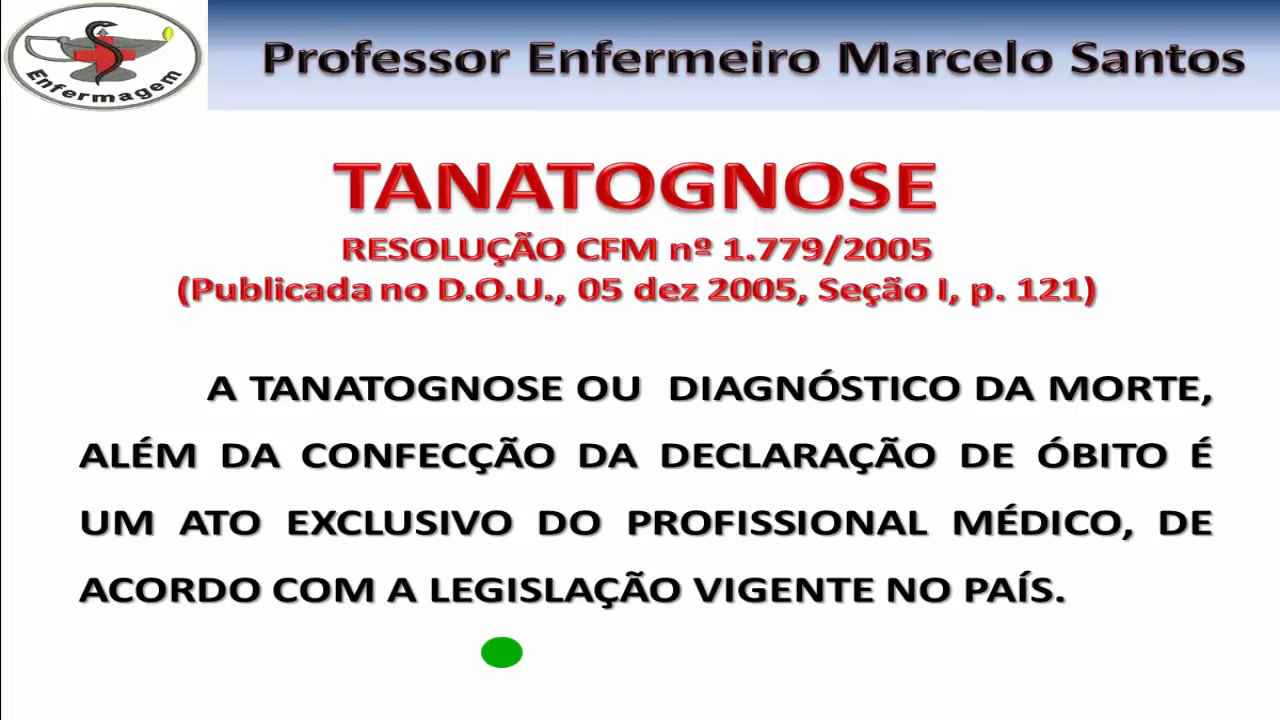 Enfermagem
Professor Enfermeiro Marcelo Santos
TANATOGNOSE
RESOLUÇÃO CFM nº 1.779/2005
(Publicada no D.O.U., 05 dez 2005, Seção I, p. 121)
A TANATOGNOSE OU DIAGNÓSTICO DA MORTE,
ALÉM DA CONFECÇÃO DA DECLARAÇÃO DE ÓBITO É
UM ATO EXCLUSIVO DO PROFISSIONAL MÉDICO, DE
ACORDO COM A LEGISLAÇÃO VIGENTE NO PAÍS.